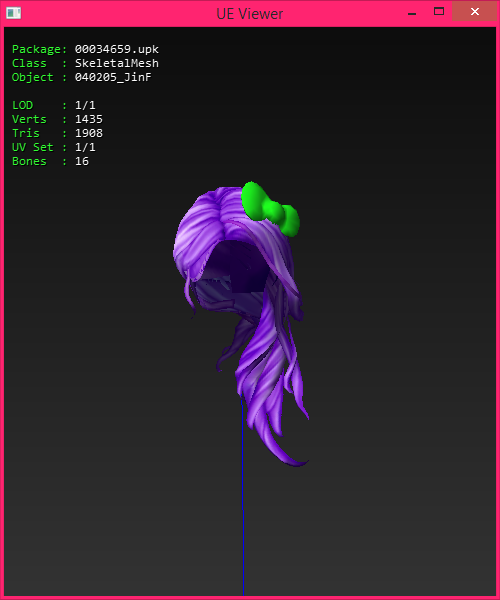 UE Viewer
Package: 00034659.upk
Class  : SkeletalMesh
Object : 040205_JinF
LOD    : 1/1
Verts  : 1435
Tris   : 1908
UV Set : 1/1
Bones  : 16